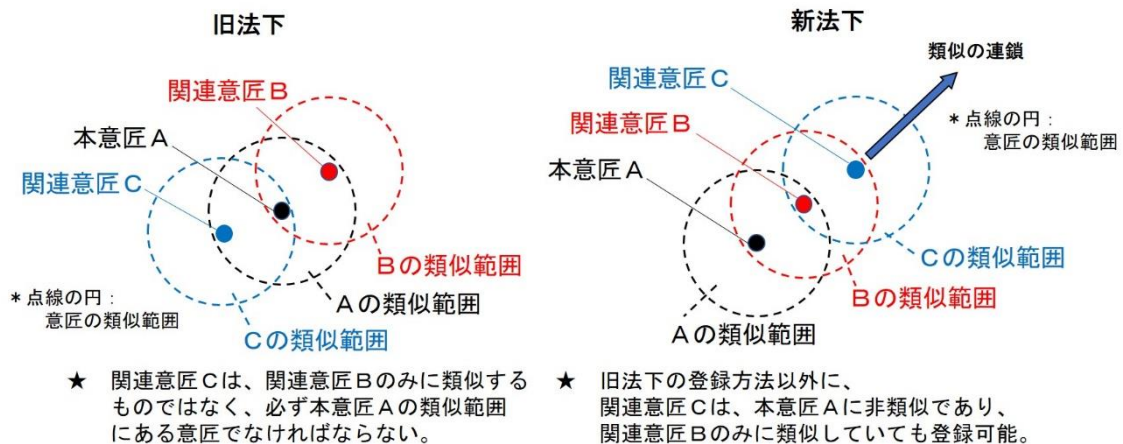 旧法下
関連意匠B
本意匠A
関連意匠C
Bの類似範囲
Aの類似範囲
Cの類似範囲
*点線の円:
意匠の類似範囲
★ 関連意匠Cは、関連意匠Bのみに類似する
ものではなく、必ず本意匠Aの類似範囲
にある意匠でなければならない。
新法下
類似の連鎖
関連意匠C
関連意匠B
本意匠A
*点線の円:
意匠の類似範囲
Cの類似範囲
Bの類似範囲
Aの類似範囲
★ 旧法下の登録方法以外に、
関連意匠Cは、本意匠Aに非類似であり、
関連意匠Bのみに類似していても登録可能。